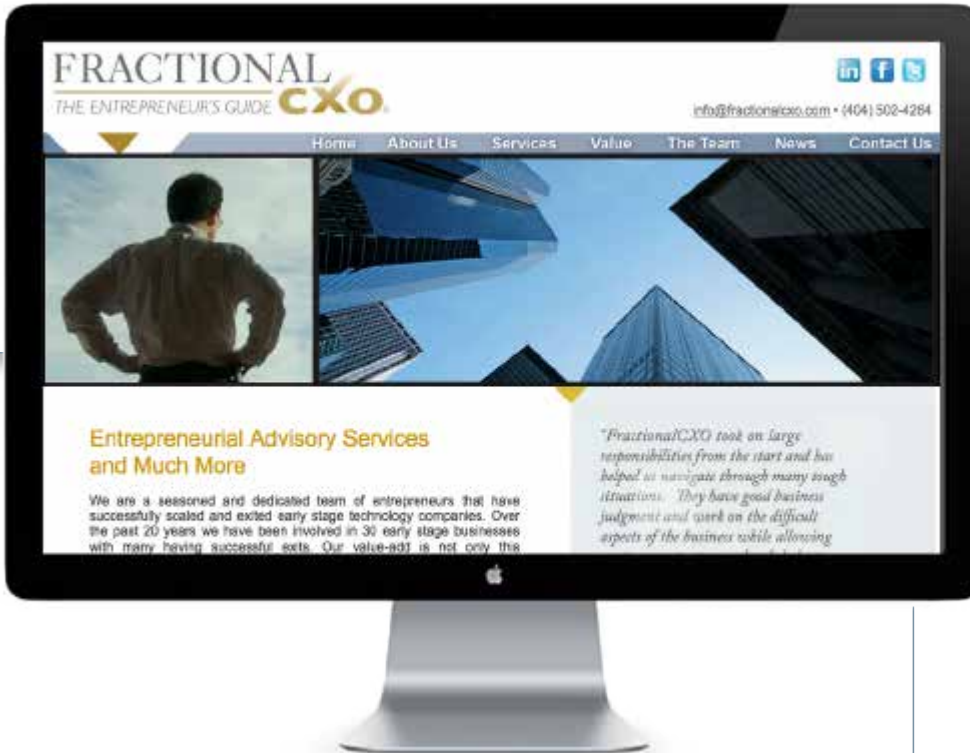 FRACTIONAL
THE ENTREPRENEUR'S GUIDE CXO
in f t
info@fractionalcxo.com • (404) 502-4284
Home About Us Services Value The Team News Contact Us
Entrepreneurial Advisory Services
and Much More
We are a seasoned and dedicated team of entrepreneurs that have
successfully scaled and exited early stage technology companies. Over
the past 20 years we have been involved in 30 early stage businesses
with many having successful exits. Our value-add is not only this
"FractionalCXO took on large
responsibilities from the start and has
helped us navigate through many tough
situations. They have good business
judgment and work on the difficult
aspects of the business while allowing